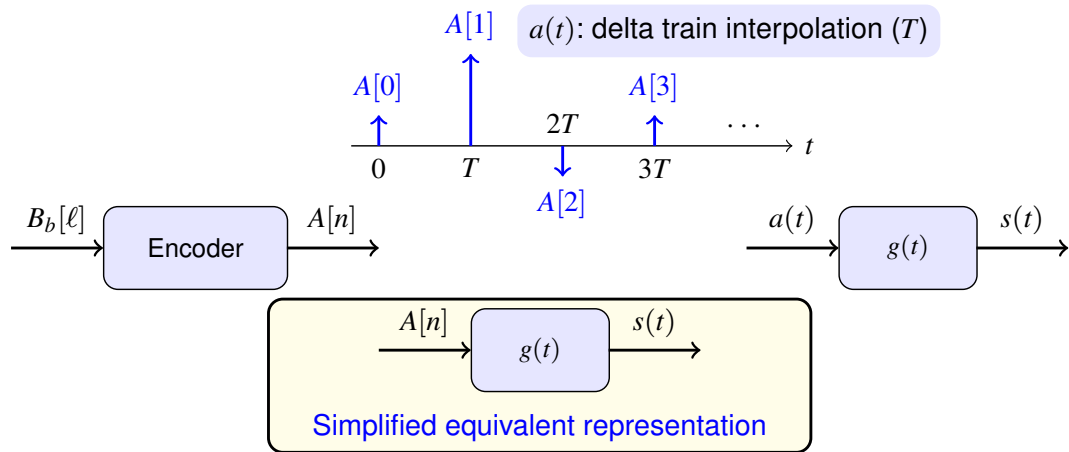 A[1]
a(t): delta train interpolation (T)
A[0]
A[3]
2T
⋯
t
0
T
3T
A[2]
B_b[ℓ]
Encoder
A[n]
a(t)
g(t)
s(t)
A[n]
g(t)
s(t)
Simplified equivalent representation